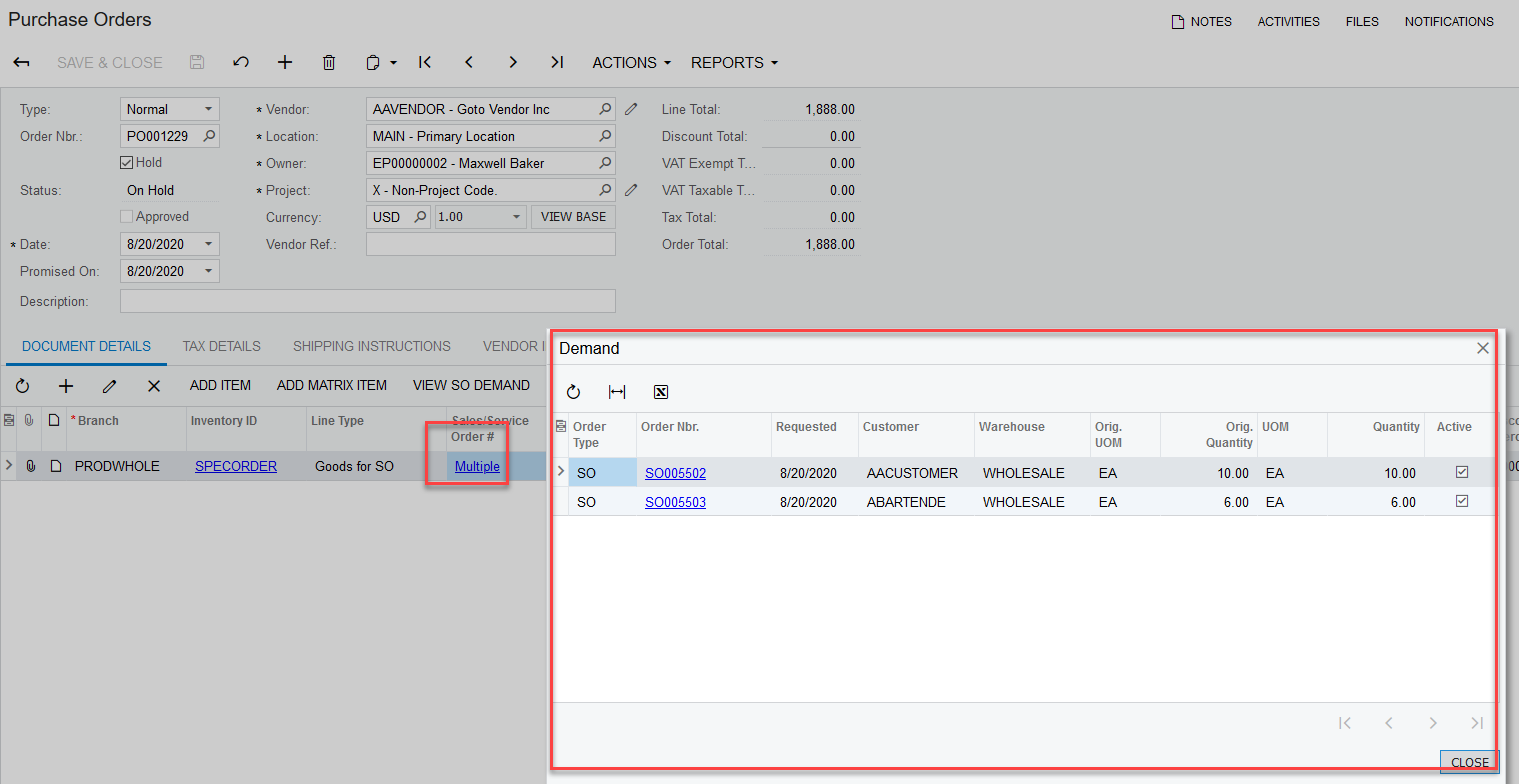 Purchase Orders
NOTES ACTIVITIES FILES NOTIFICATIONS
SAVE & CLOSE ACTIONS REPORTS
Type: Normal * Vendor: AAVENDOR - Goto Vendor Inc Line Total: 1,888.00
Order Nbr.: PO001229 * Location: MAIN - Primary Location Discount Total: 0.00
Hold * Owner: EP00000002 - Maxwell Baker VAT Exempt T... 0.00
Status: On Hold * Project: X - Non-Project Code. VAT Taxable T... 0.00
Approved Currency: USD 1.00 VIEW BASE Tax Total: 0.00
* Date: 8/20/2020 Vendor Ref.: Order Total: 1,888.00
Promised On: 8/20/2020
Description:
DOCUMENT DETAILS TAX DETAILS SHIPPING INSTRUCTIONS VENDOR I
ADD ITEM ADD MATRIX ITEM VIEW SO DEMAND
* Branch Inventory ID Line Type Sales/Service
Order #
PRODWHOLE SPECORDER Goods for SO Multiple
Demand
Order Order Nbr. Requested Customer Warehouse Orig. Orig. UOM Quantity Active
Type UOM Quantity
SO SO005502 8/20/2020 AACUSTOMER WHOLESALE EA 10.00 EA 10.00
SO SO005503 8/20/2020 ABARTENDE WHOLESALE EA 6.00 EA 6.00
CLOSE